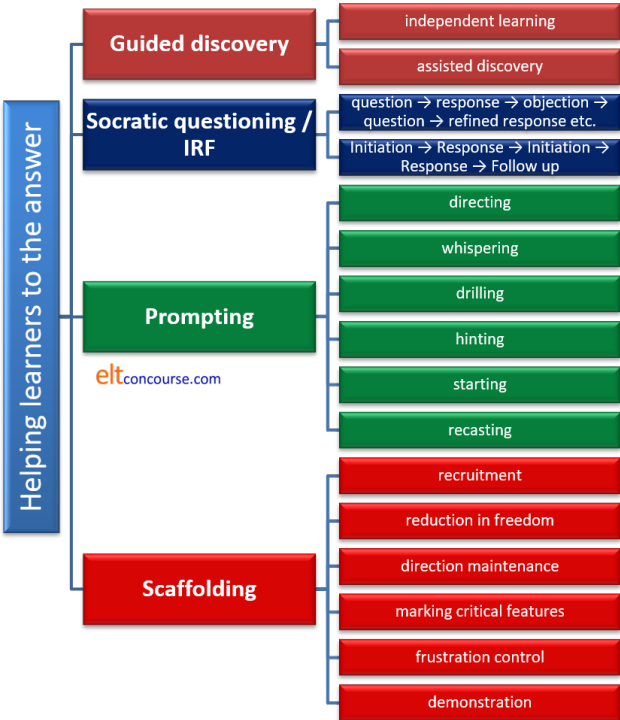 Helping learners to the answer
Guided discovery
independent learning
assisted discovery
Socratic questioning /
IRF
question → response → objection →
question → refined response etc.
Initiation → Response → Initiation →
Response → Follow up
Prompting
directing
whispering
drilling
hinting
starting
recasting
eltconcourse.com
Scaffolding
recruitment
reduction in freedom
direction maintenance
marking critical features
frustration control
demonstration